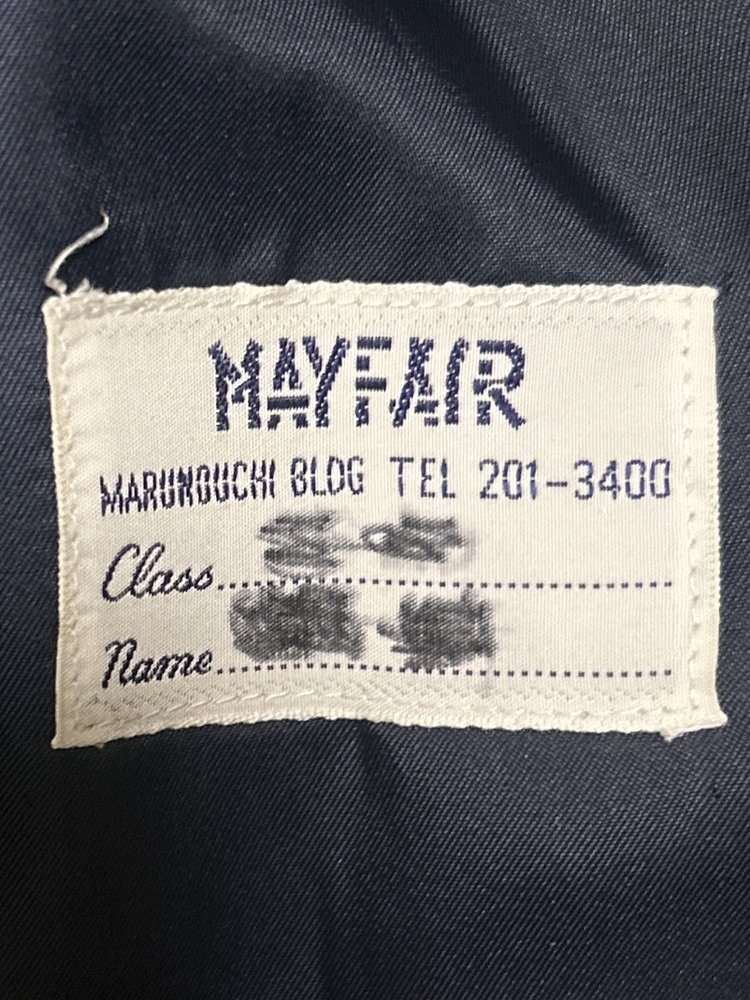 MAYFAIR
MARUNOUCHI BLDG TEL 201-3400
Class
Name